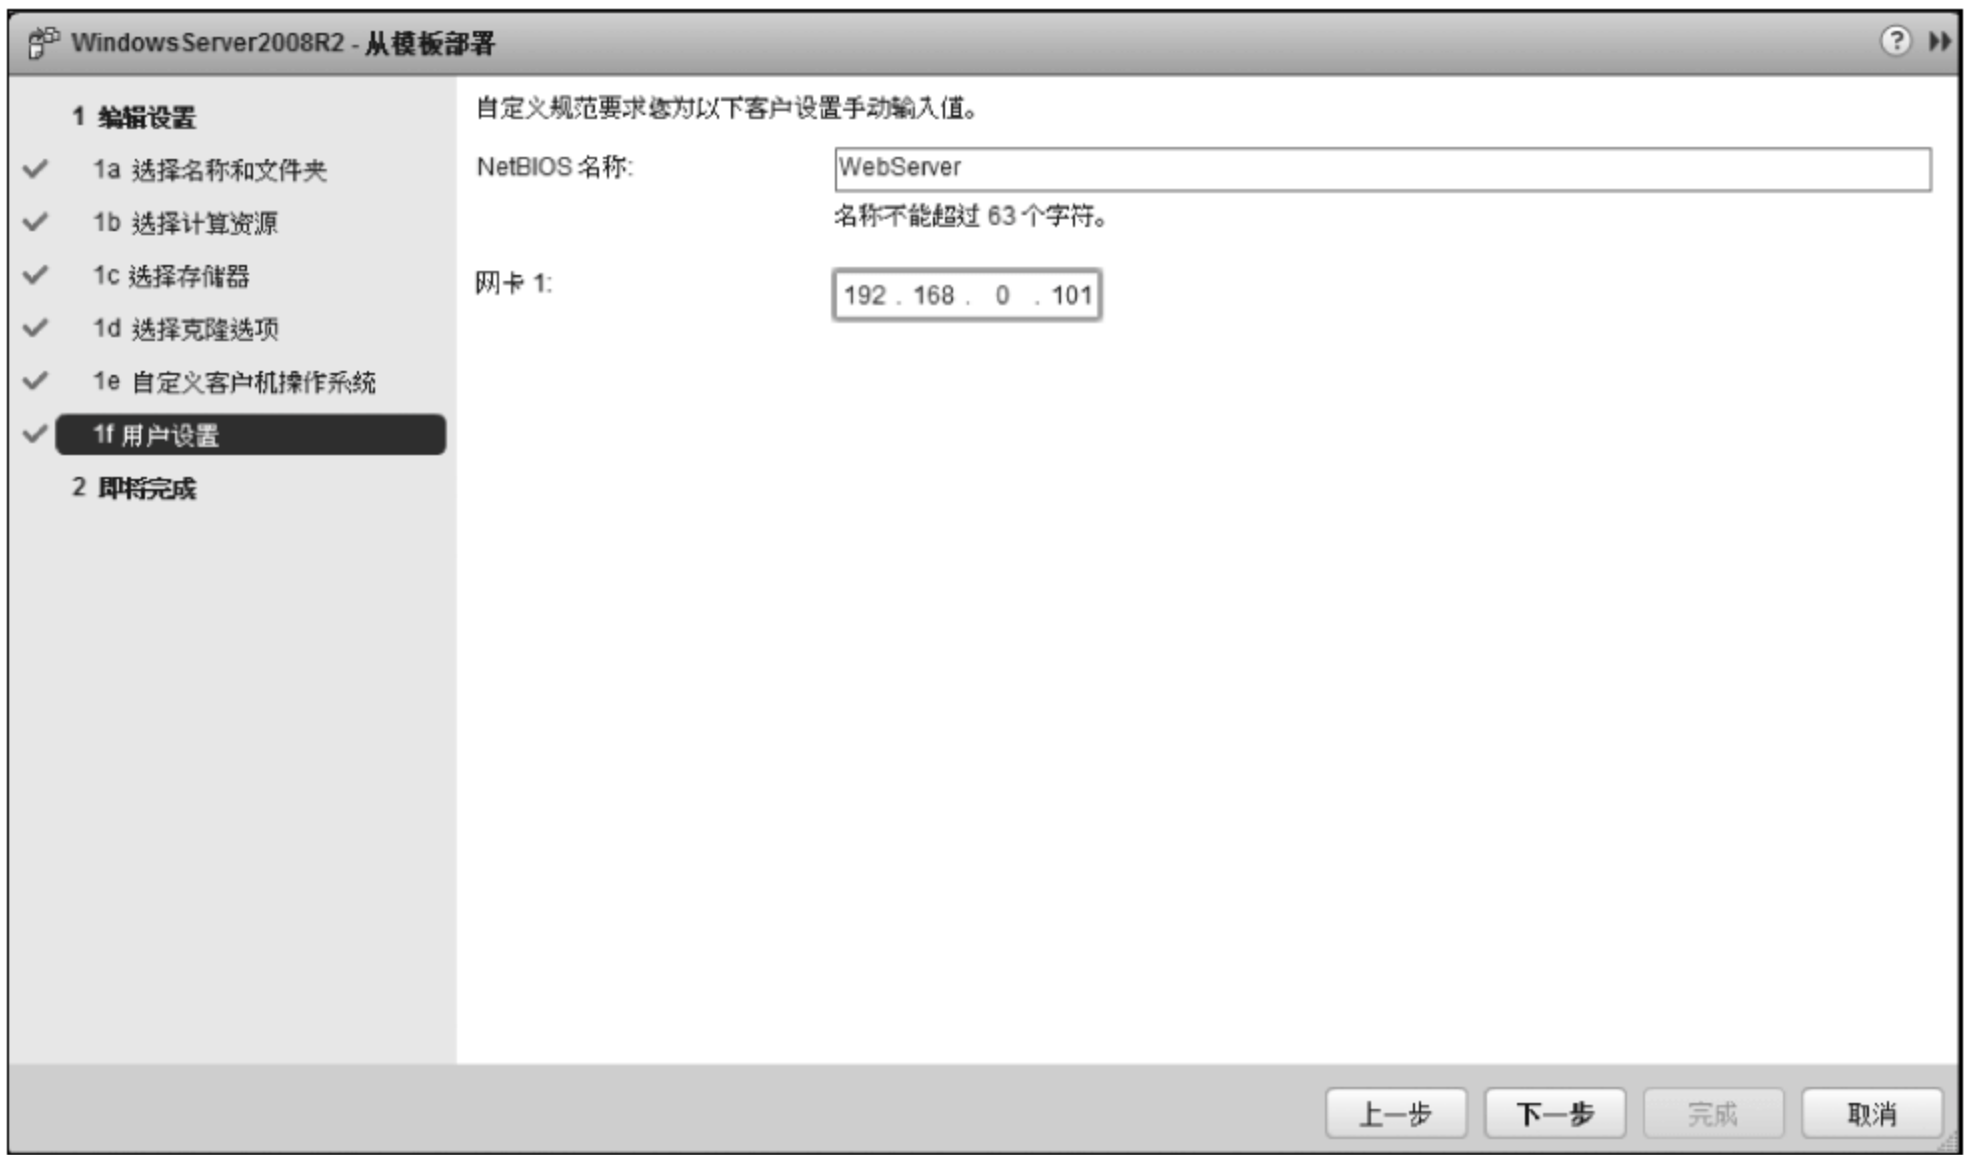 WindowsServer2008R2 - 从模板部署
?
1 编辑设置
1a 选择名称和文件夹
1b 选择计算资源
1c 选择存储器
1d 选择克隆选项
1e 自定义客户机操作系统
1f 用户设置
2 即将完成
自定义规范要求您为以下客户设置手动输入值。
NetBIOS 名称: WebServer
名称不能超过 63 个字符。
网卡 1: 192 . 168 . 0 . 101
上一步 下一步 完成 取消